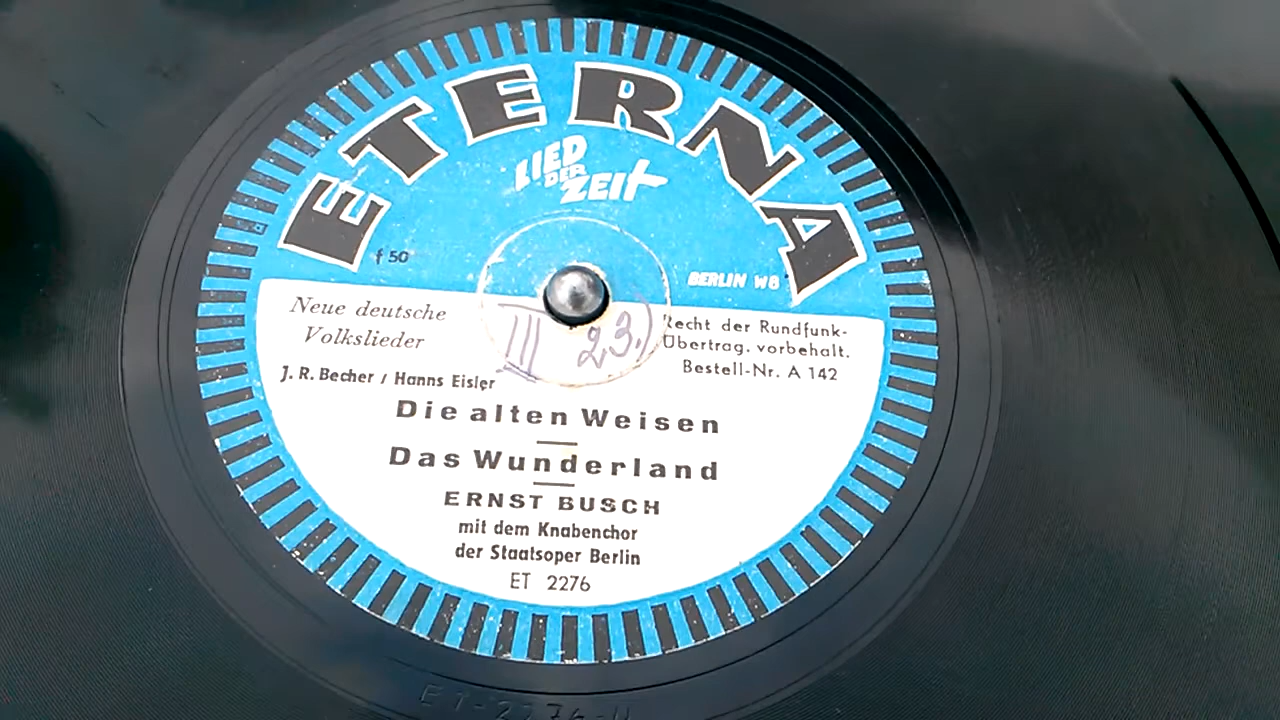 ETERNA
LIED
DER
ZEIT
f 50
BERLIN W8
Neue deutsche
Volkslieder
J. R. Becher / Hanns Eisler
III 23.)
Recht der Rundfunk-
Übertrag. vorbehalt.
Bestell-Nr. A 142
Die alten Weisen
Das Wunderland
ERNST BUSCH
mit dem Knabenchor
der Staatsoper Berlin
ET 2276